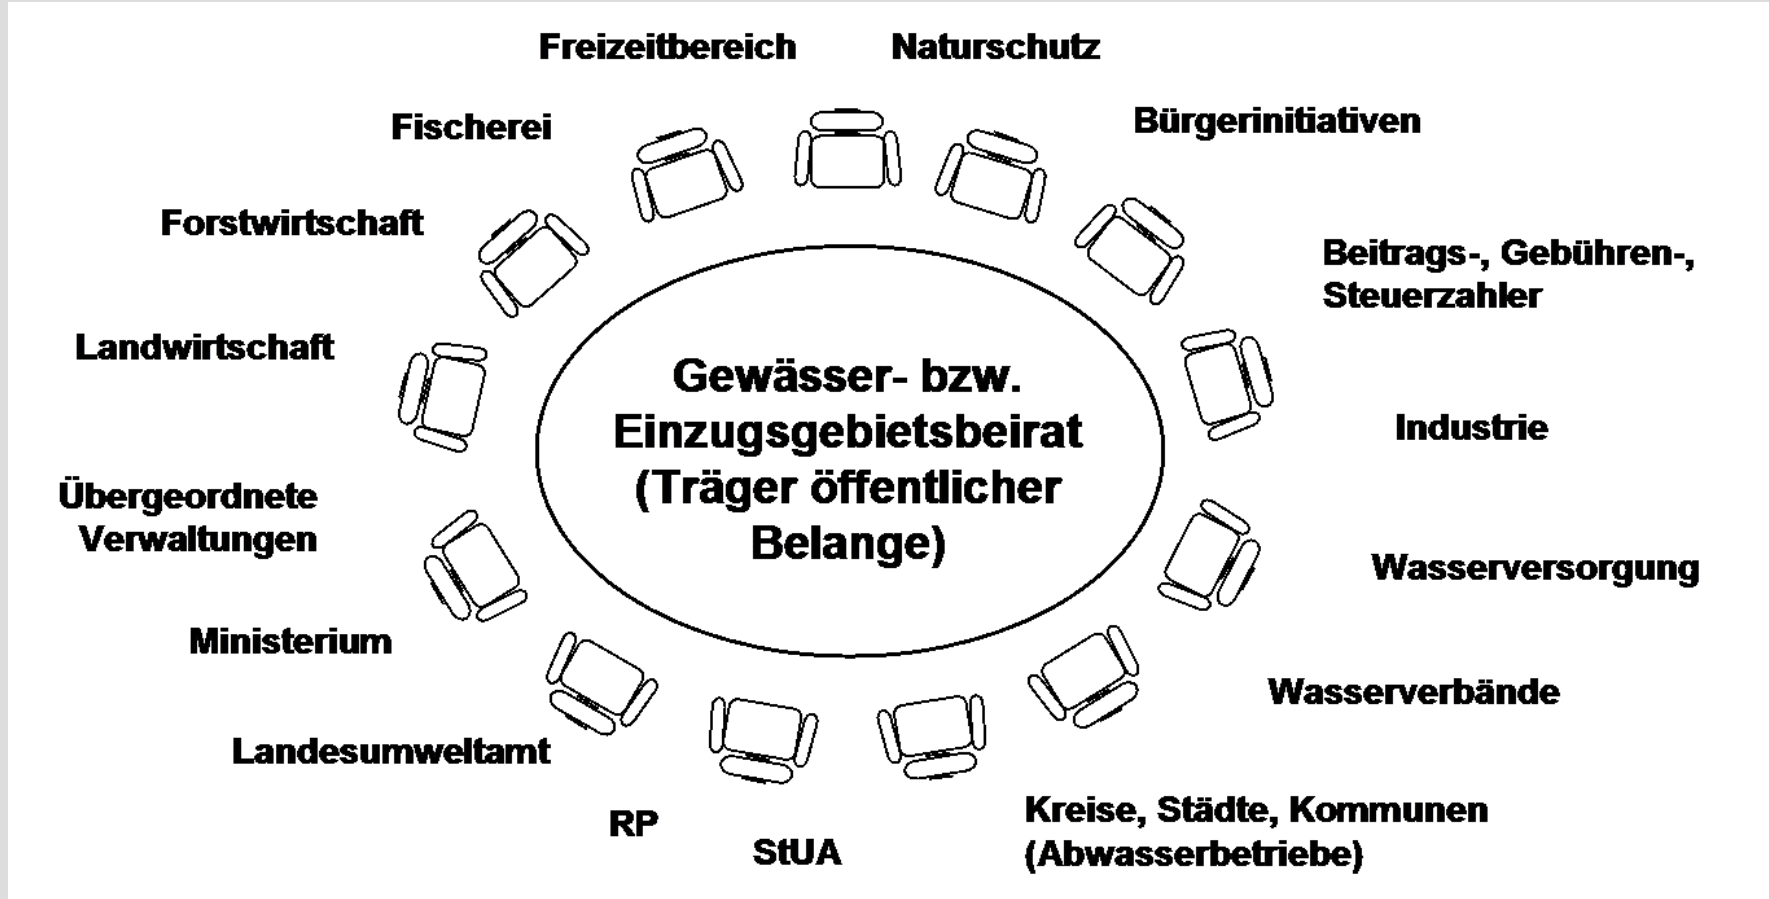 Freizeitbereich
Naturschutz
Fischerei
Bürgerinitiativen
Forstwirtschaft
Beitrags-, Gebühren-,
Steuerzahler
Landwirtschaft
Gewässer- bzw.
Einzugsgebietsbeirat
(Träger öffentlicher
Belange)
Industrie
Übergeordnete
Verwaltungen
Wasserversorgung
Ministerium
Wasserverbände
Landesumweltamt
RP
StUA
Kreise, Städte, Kommunen
(Abwasserbetriebe)